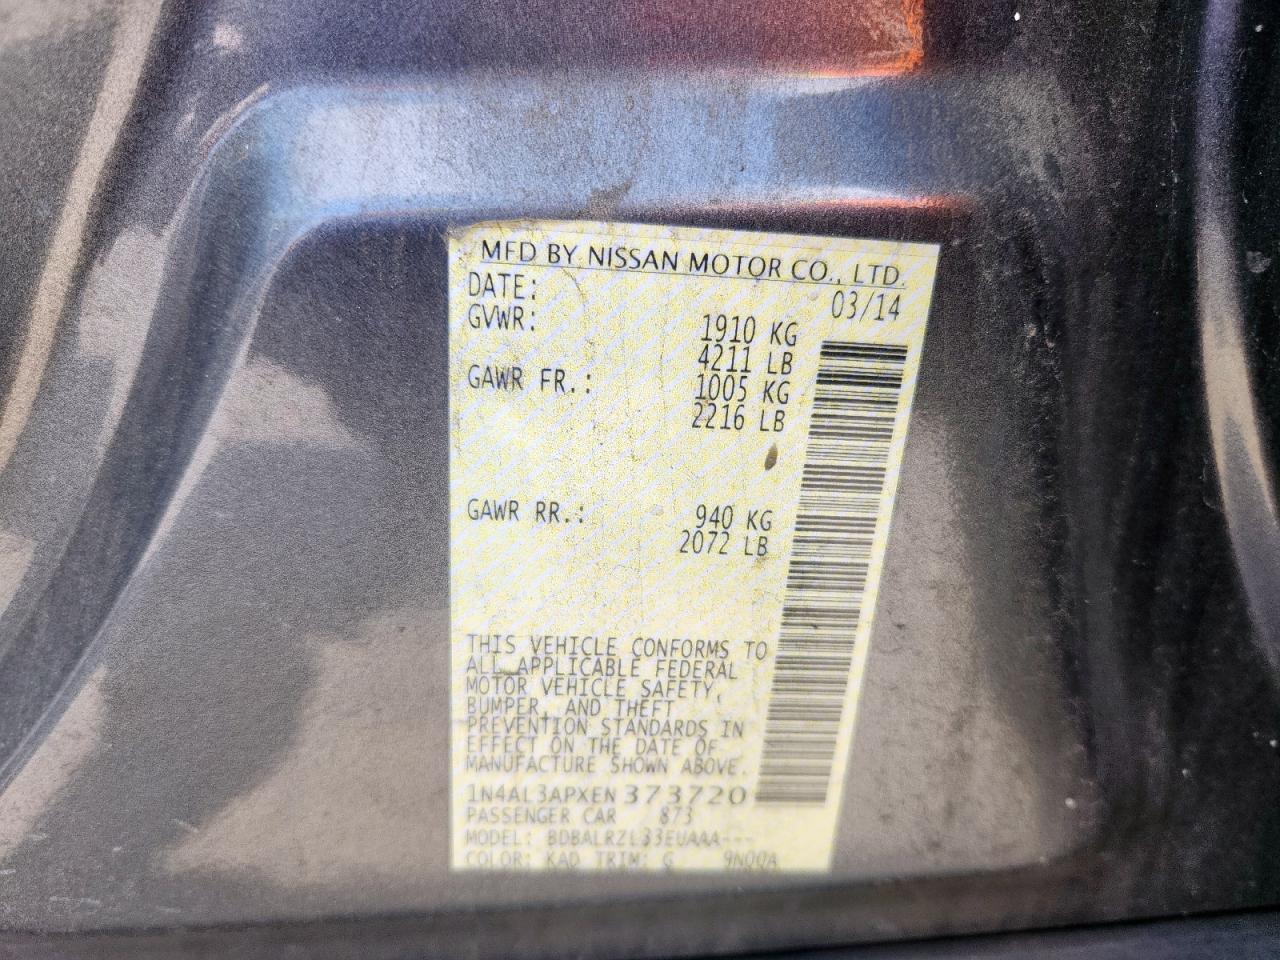 MFD BY NISSAN MOTOR CO., LTD.
DATE: 03/14
GVWR: 1910 KG
4211 LB
GAWR FR.: 1005 KG
2216 LB
GAWR RR.: 940 KG
2072 LB
THIS VEHICLE CONFORMS TO
ALL APPLICABLE FEDERAL
MOTOR VEHICLE SAFETY,
BUMPER, AND THEFT
PREVENTION STANDARDS IN
EFFECT ON THE DATE OF
MANUFACTURE SHOWN ABOVE.
1N4AL3APXEN373720
PASSENGER CAR 873
MODEL: BDBALRZL33EUAAA---
COLOR: KAD TRIM: G